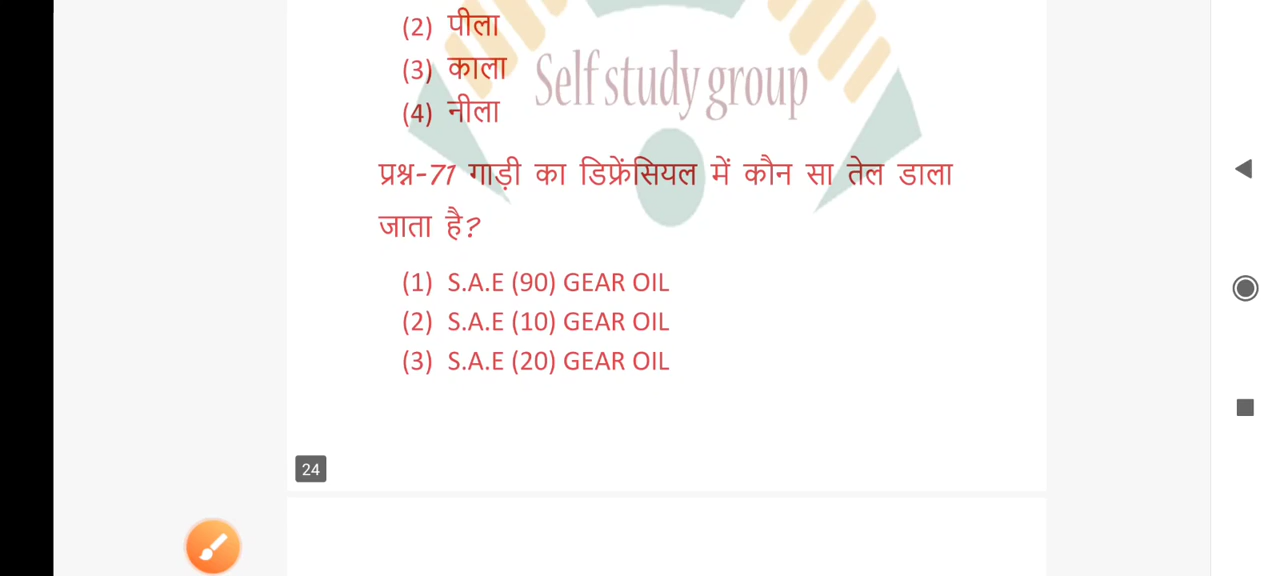 (2) पीला
(3) काला
(4) नीला
Self study group
प्रश्न-71 गाड़ी का डिफ्रेंसियल में कौन सा तेल डाला
जाता है?
(1) S.A.E (90) GEAR OIL
(2) S.A.E (10) GEAR OIL
(3) S.A.E (20) GEAR OIL
24